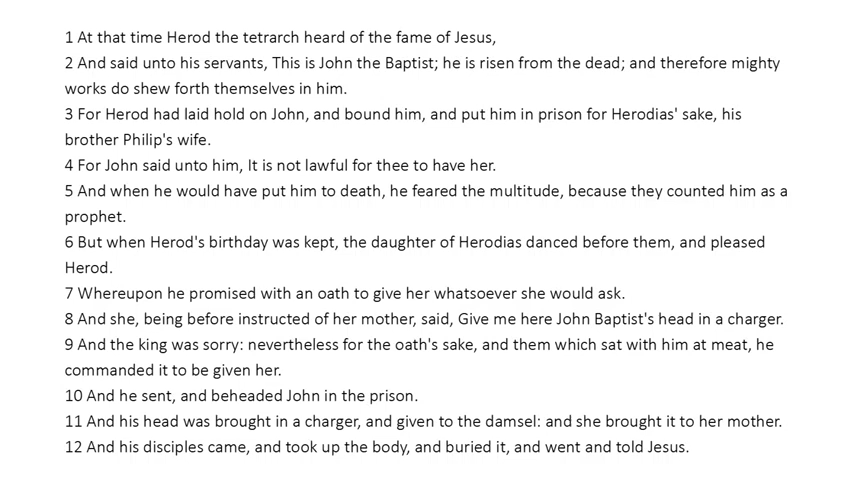 1 At that time Herod the tetrarch heard of the fame of Jesus,
2 And said unto his servants, This is John the Baptist; he is risen from the dead; and therefore mighty
works do shew forth themselves in him.
3 For Herod had laid hold on John, and bound him, and put him in prison for Herodias' sake, his
brother Philip's wife.
4 For John said unto him, It is not lawful for thee to have her.
5 And when he would have put him to death, he feared the multitude, because they counted him as a
prophet.
6 But when Herod's birthday was kept, the daughter of Herodias danced before them, and pleased
Herod.
7 Whereupon he promised with an oath to give her whatsoever she would ask.
8 And she, being before instructed of her mother, said, Give me here John Baptist's head in a charger.
9 And the king was sorry: nevertheless for the oath's sake, and them which sat with him at meat, he
commanded it to be given her.
10 And he sent, and beheaded John in the prison.
11 And his head was brought in a charger, and given to the damsel: and she brought it to her mother.
12 And his disciples came, and took up the body, and buried it, and went and told Jesus.